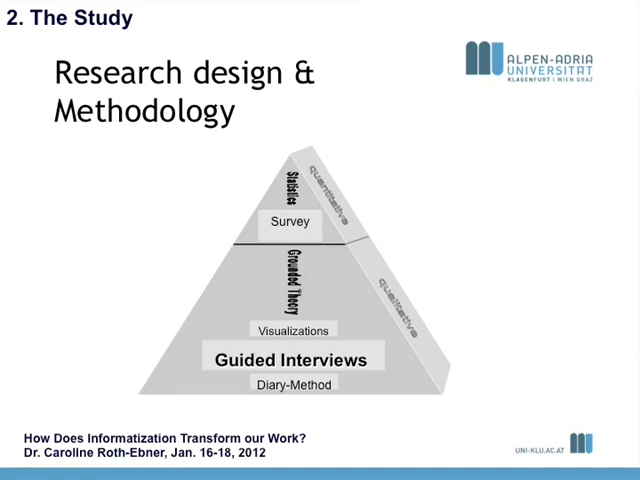 2. The Study
Research design &
Methodology
ALPEN-ADRIA
UNIVERSITÄT
KLAGENFURT I WIEN GRAZ
Statistics
quantitative
Survey
Grounded Theory
qualitative
Visualizations
Guided Interviews
Diary-Method
How Does Informatization Transform our Work?
Dr. Caroline Roth-Ebner, Jan. 16-18, 2012
UNI-KLU.AC.AT